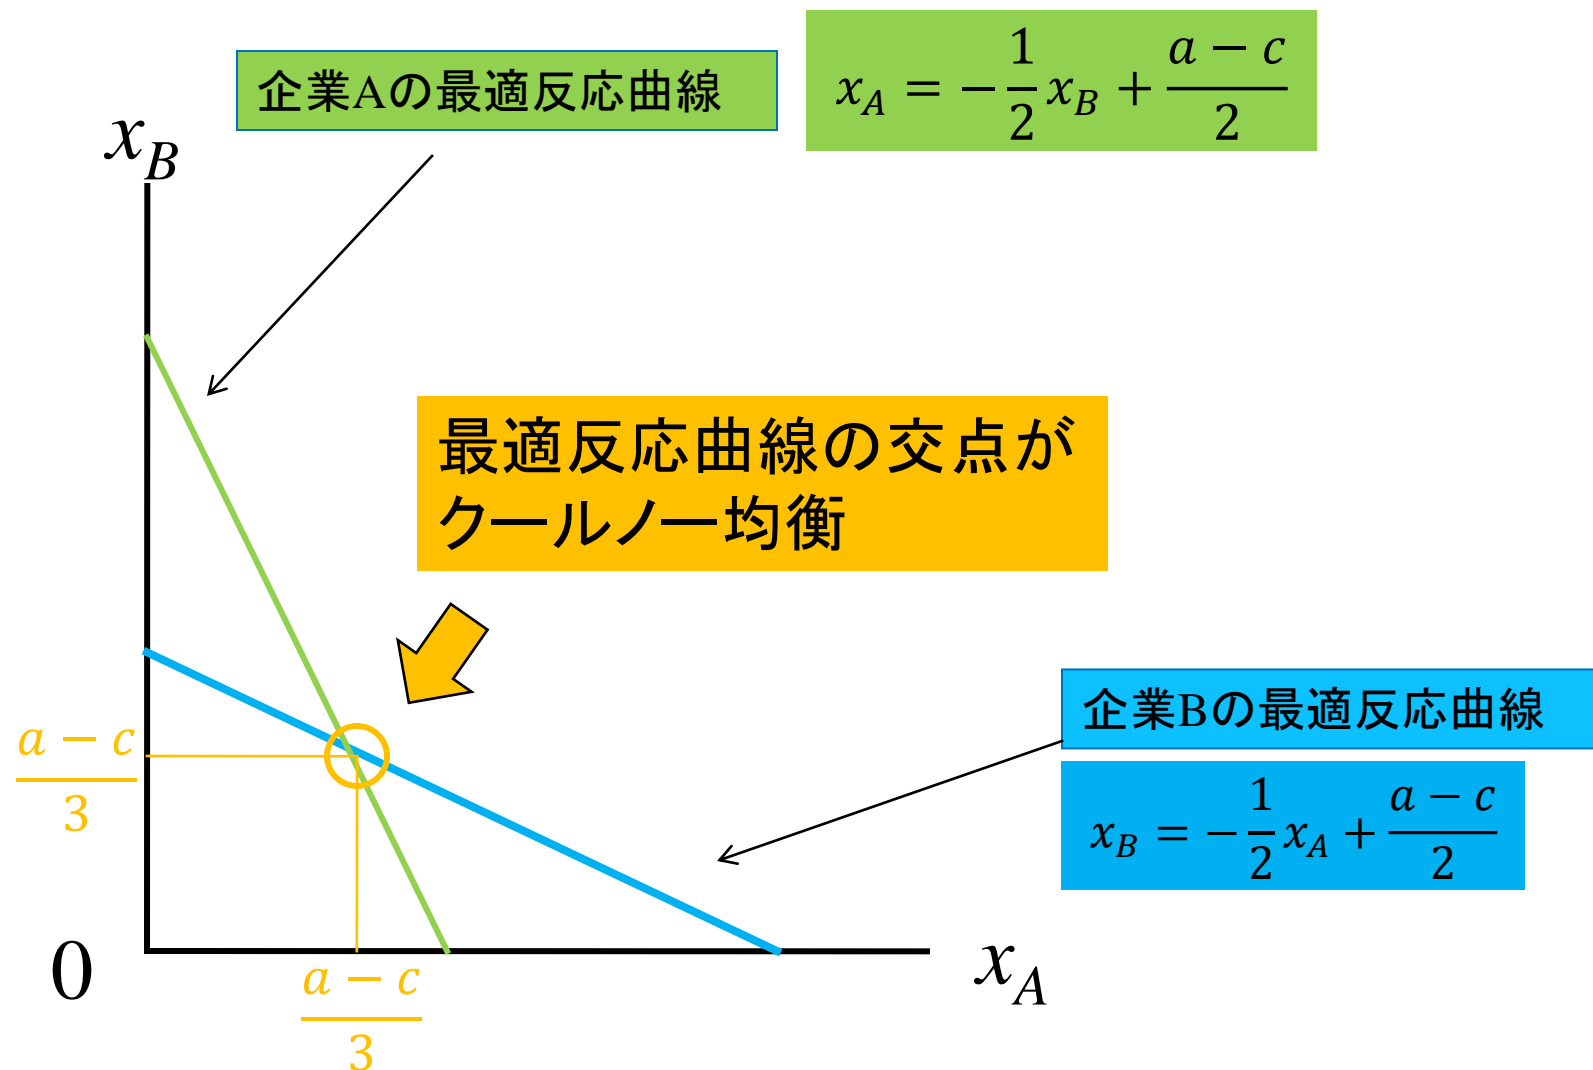 企業Aの最適反応曲線
x_A = −1/2 x_B + (a − c)/2
x_B
最適反応曲線の交点が
クールノー均衡
企業Bの最適反応曲線
x_B = −1/2 x_A + (a − c)/2
(a − c)/3
0
(a − c)/3
x_A